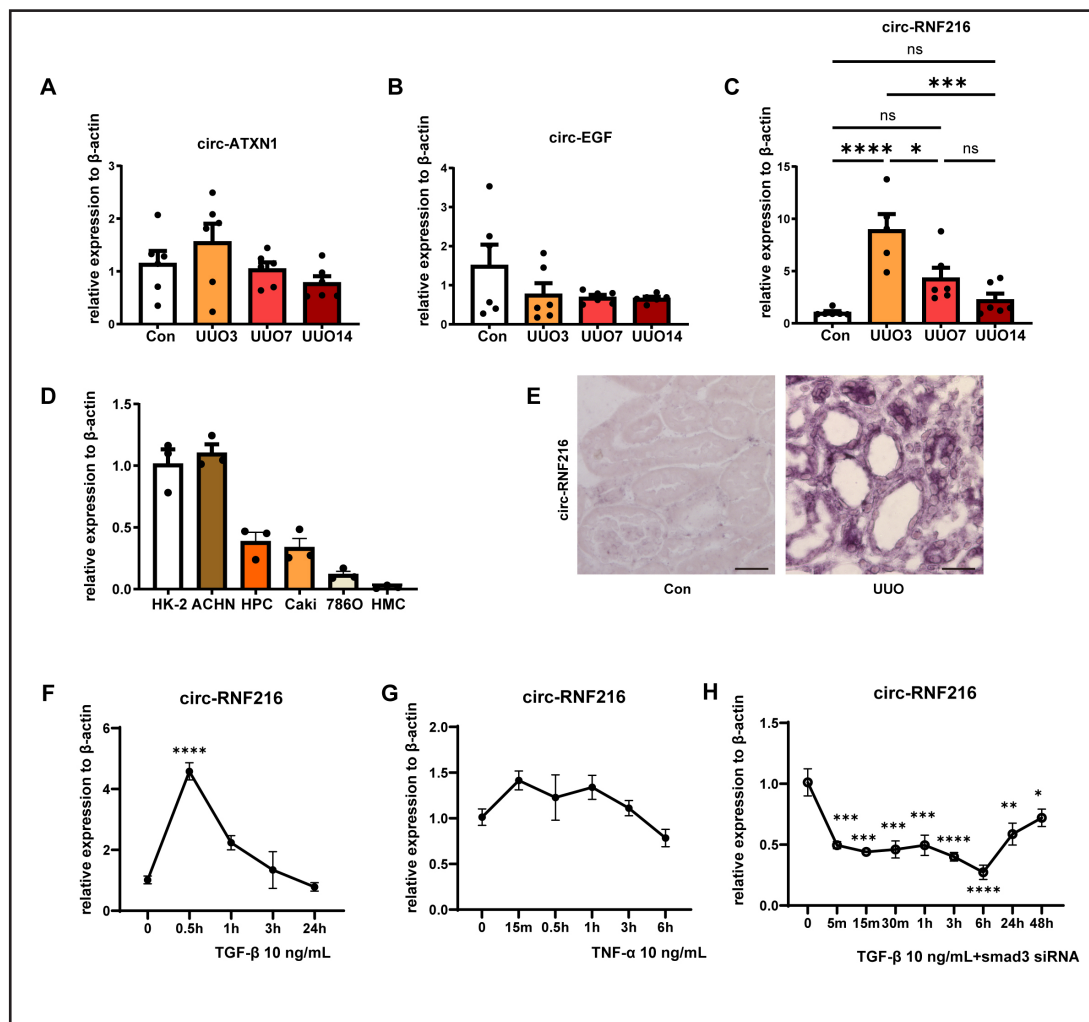 A
circ-ATXN1
relative expression to β-actin
3
2
1
0
Con
UUO3
UUO7
UUO14
B
circ-EGF
relative expression to β-actin
4
3
2
1
0
Con
UUO3
UUO7
UUO14
C
circ-RNF216
ns
***
ns
**** *
ns
relative expression to β-actin
15
10
5
0
Con
UUO3
UUO7
UUO14
D
relative expression to β-actin
1.5
1.0
0.5
0.0
HK-2 ACHN HPC Caki 786O HMC
E
circ-RNF216
Con
UUO
F
circ-RNF216
relative expression to β-actin
6
4
2
0
****
0 0.5h 1h 3h 24h
TGF-β 10 ng/mL
G
circ-RNF216
relative expression to β-actin
2.0
1.5
1.0
0.5
0.0
0 15m 0.5h 1h 3h 6h
TNF-α 10 ng/mL
H
circ-RNF216
relative expression to β-actin
1.5
1.0
0.5
0.0
*** *** *** *** **** **** ** *
0 5m 15m 30m 1h 3h 6h 24h 48h
TGF-β 10 ng/mL+smad3 siRNA